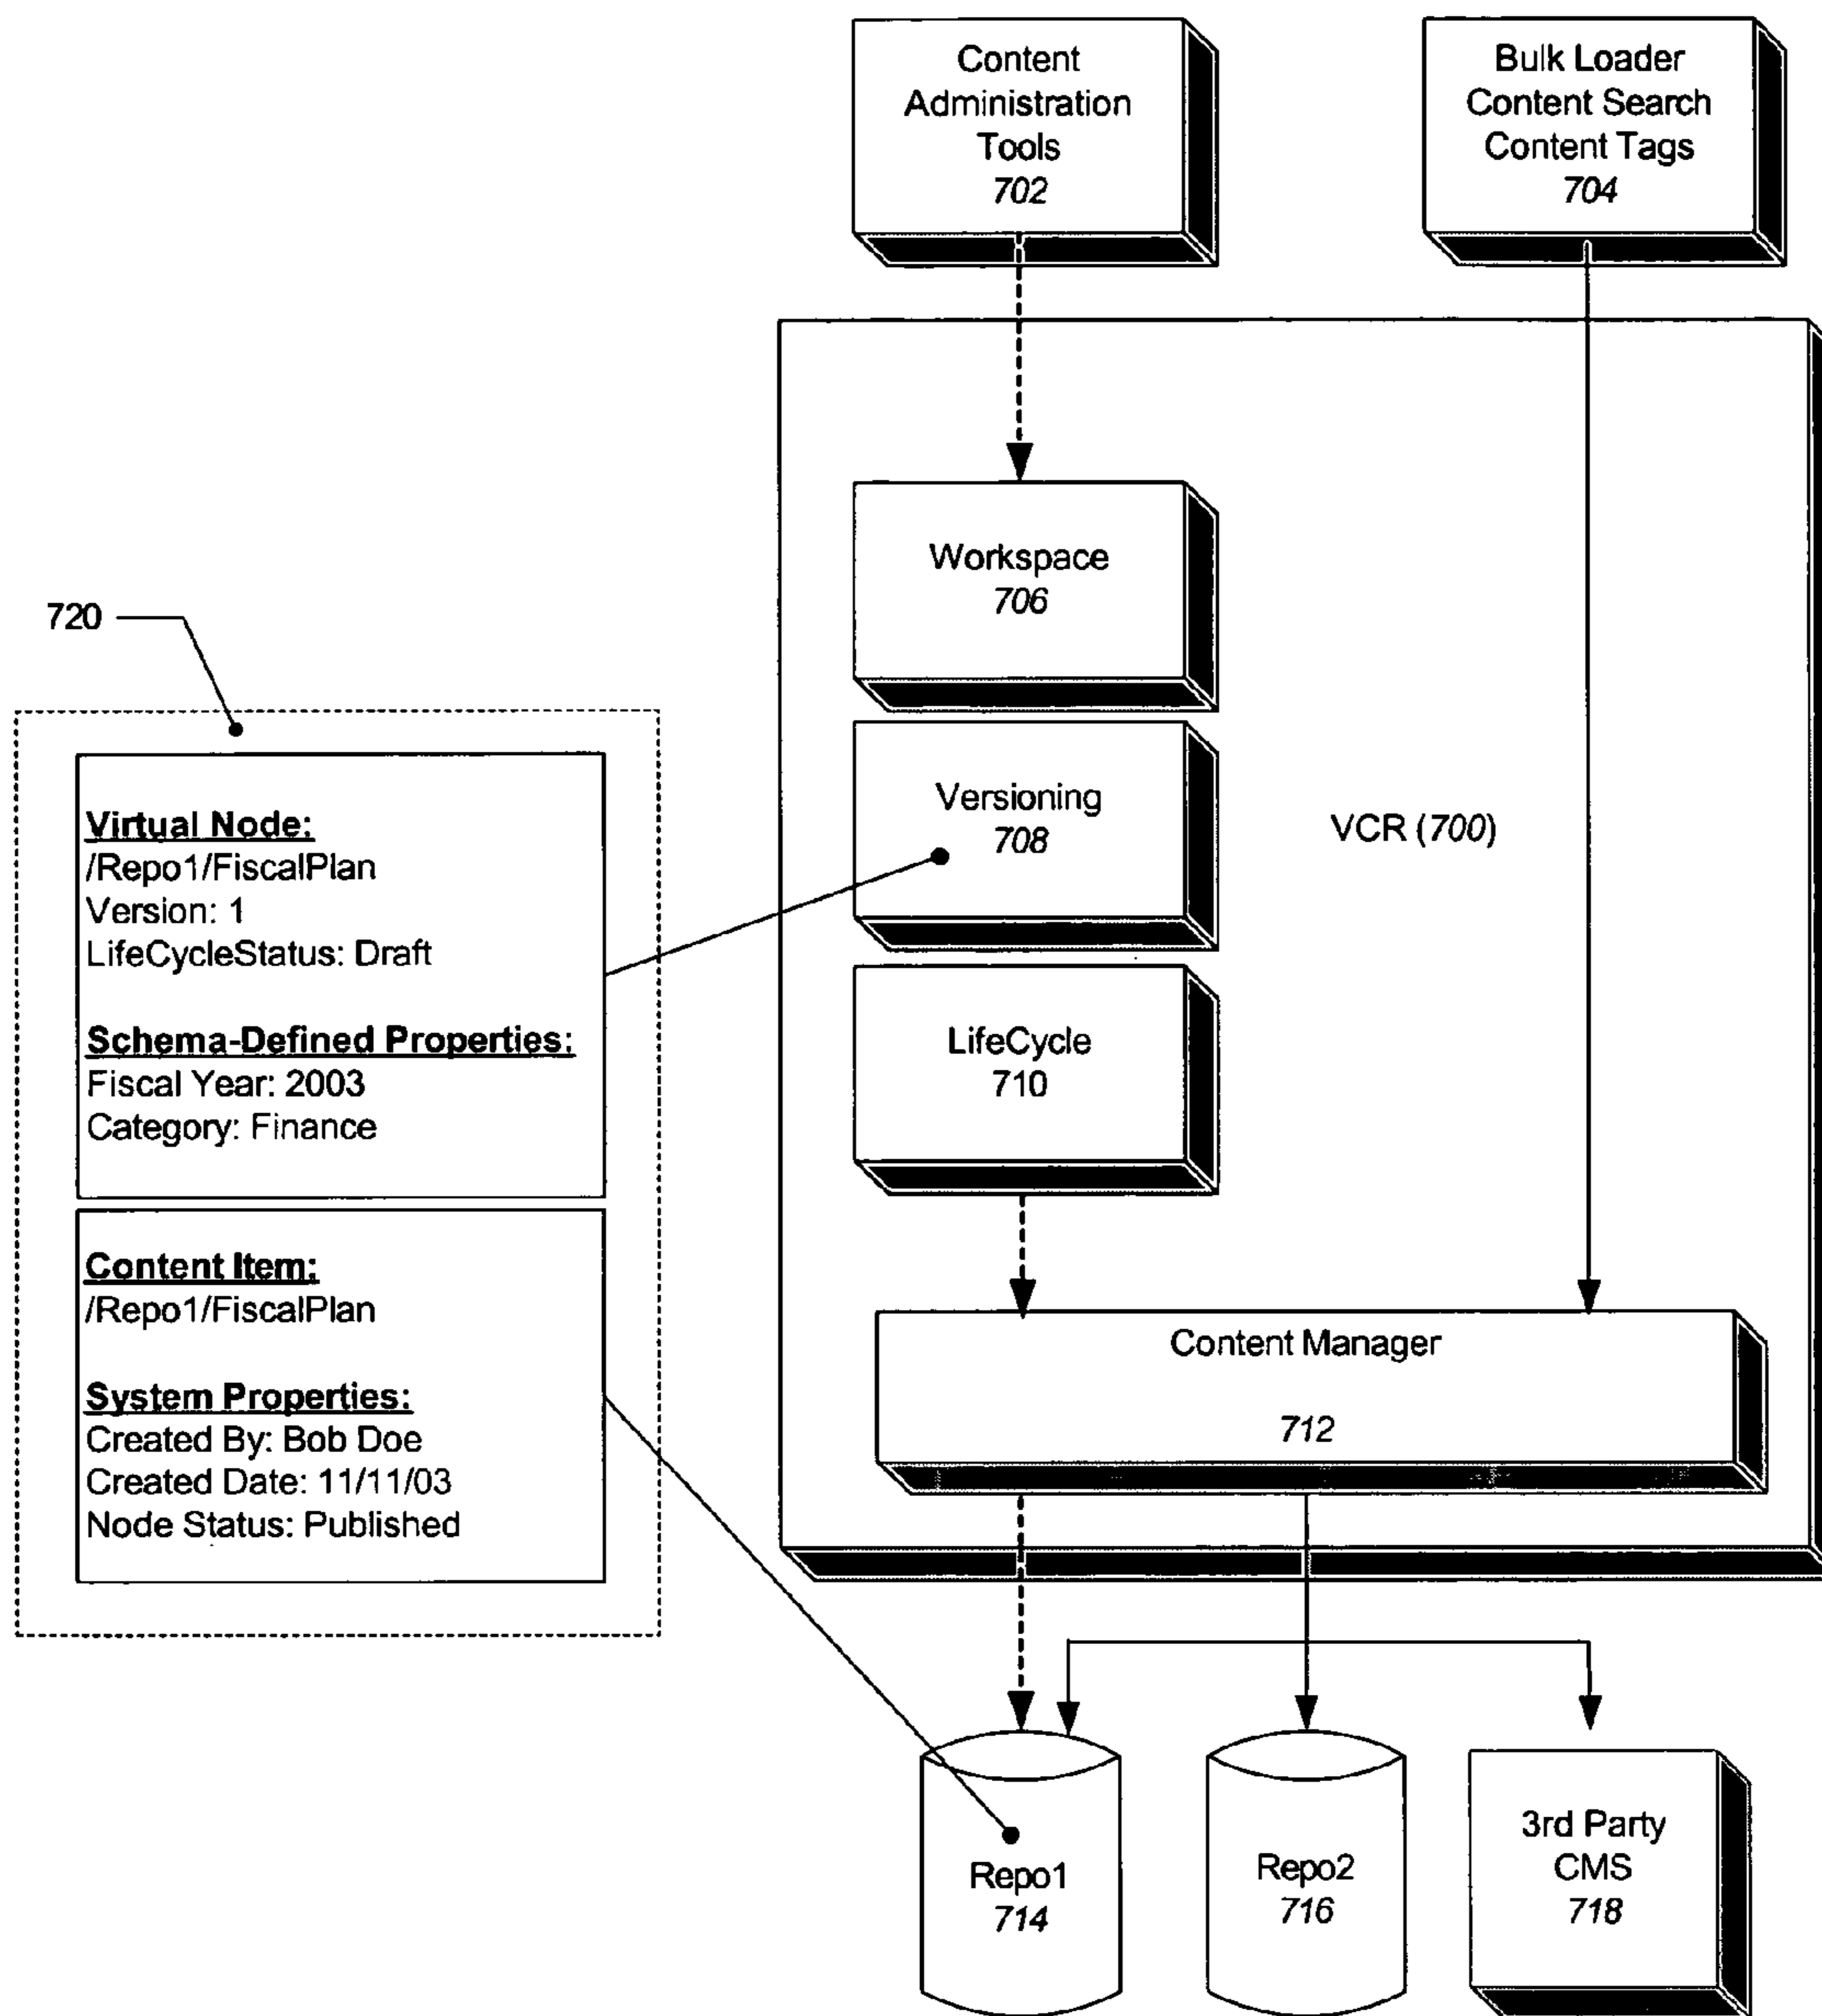 Content
Administration
Tools
702
Bulk Loader
Content Search
Content Tags
704
Workspace
706
720
Versioning
708
VCR (700)
Virtual Node:
/Repo1/FiscalPlan
Version: 1
LifeCycleStatus: Draft
Schema-Defined Properties:
Fiscal Year: 2003
Category: Finance
LifeCycle
710
Content Item:
/Repo1/FiscalPlan
System Properties:
Created By: Bob Doe
Created Date: 11/11/03
Node Status: Published
Content Manager
712
Repo1
714
Repo2
716
3rd Party
CMS
718